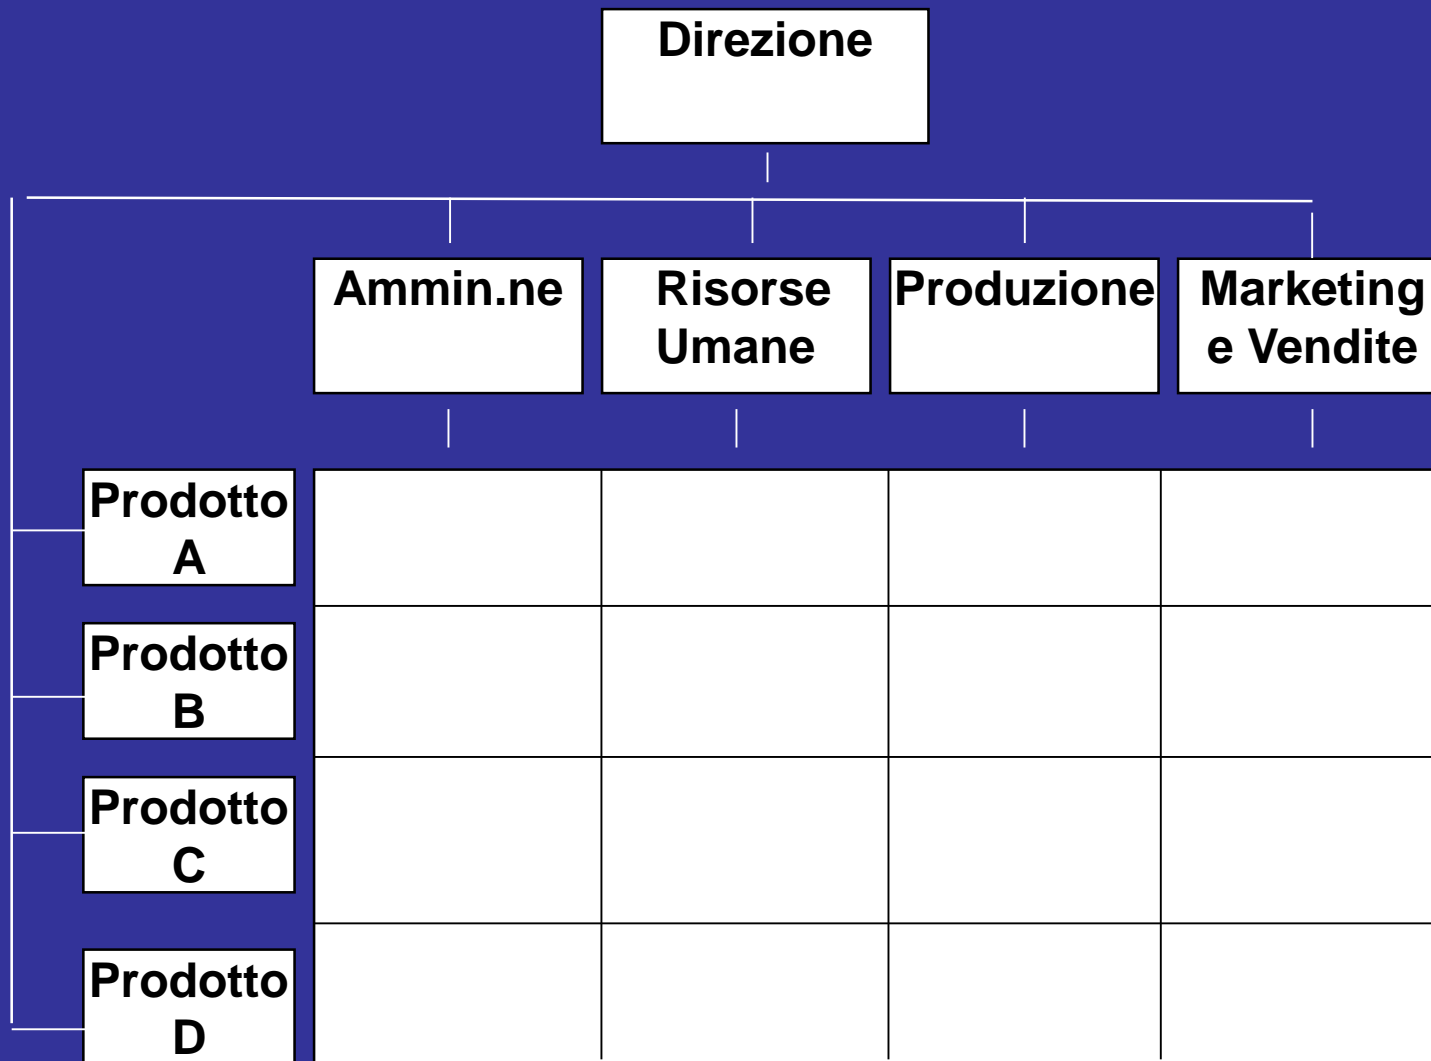 Direzione
Ammin.ne
Risorse
Umane
Produzione
Marketing
e Vendite
Prodotto
A
Prodotto
B
Prodotto
C
Prodotto
D